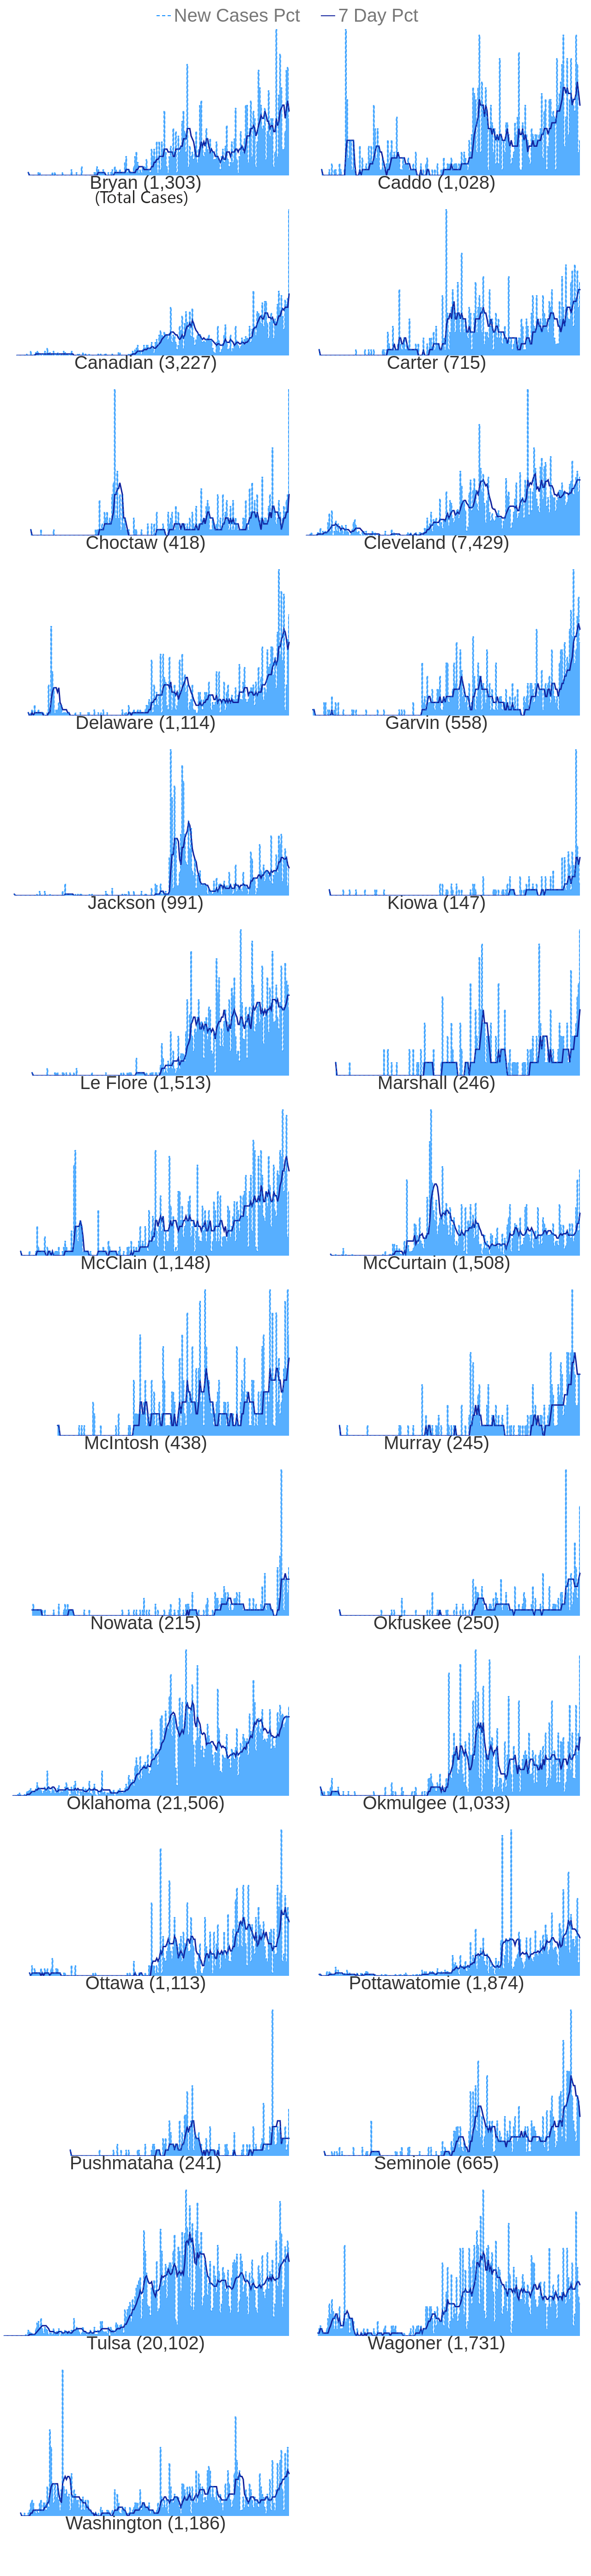 New Cases Pct 7 Day Pct
Bryan (1,303) Caddo (1,028)
(Total Cases)
Canadian (3,227) Carter (715)
Choctaw (418) Cleveland (7,429)
Delaware (1,114) Garvin (558)
Jackson (991) Kiowa (147)
Le Flore (1,513) Marshall (246)
McClain (1,148) McCurtain (1,508)
McIntosh (438) Murray (245)
Nowata (215) Okfuskee (250)
Oklahoma (21,506) Okmulgee (1,033)
Ottawa (1,113) Pottawatomie (1,874)
Pushmataha (241) Seminole (665)
Tulsa (20,102) Wagoner (1,731)
Washington (1,186)